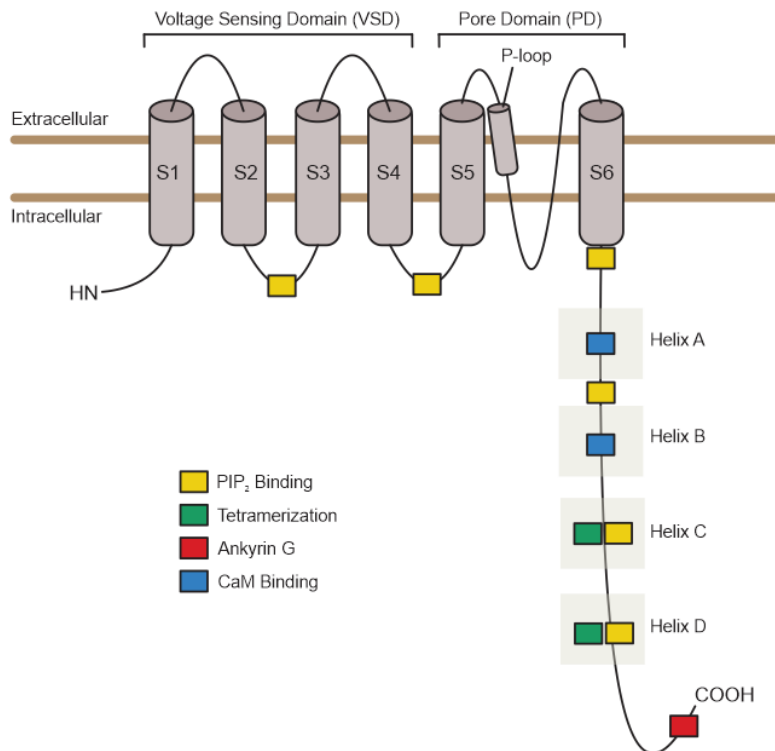 Voltage Sensing Domain (VSD)
Pore Domain (PD)
P-loop
Extracellular
S1
S2
S3
S4
S5
S6
Intracellular
HN
Helix A
Helix B
PIP₂ Binding
Tetramerization
Ankyrin G
CaM Binding
Helix C
Helix D
COOH